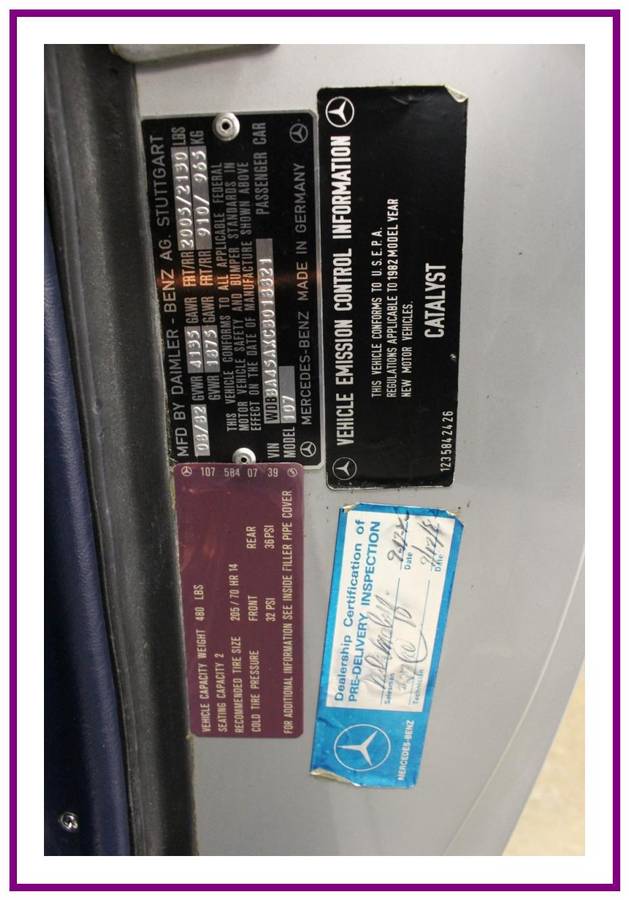 MFD BY DAIMLER - BENZ AG. STUTTGART
08/82 GVWR 4135 GAWR FRT/RR 2005/2130 LBS
GVWR 1875 GAWR FRT/RR 910/ 965 KG
THIS VEHICLE CONFORMS TO ALL APPLICABLE FEDERAL
MOTOR VEHICLE SAFETY AND BUMPER STANDARDS IN
EFFECT ON THE DATE OF MANUFACTURE SHOWN ABOVE
VIN WDBBA45AXCB018321 PASSENGER CAR
MODEL 107
MERCEDES-BENZ MADE IN GERMANY
VEHICLE EMISSION CONTROL INFORMATION
THIS VEHICLE CONFORMS TO U.S.E.P.A.
REGULATIONS APPLICABLE TO 1982 MODEL YEAR
NEW MOTOR VEHICLES.
CATALYST
123 584 24 26
107 584 07 39
VEHICLE CAPACITY WEIGHT 480 LBS
SEATING CAPACITY 2
RECOMMENDED TIRE SIZE 205/70 HR 14
COLD TIRE PRESSURE FRONT REAR
32 PSI 36 PSI
FOR ADDITIONAL INFORMATION SEE INSIDE FILLER PIPE COVER
Dealership Certification of
PRE-DELIVERY INSPECTION
Salesman Date
Technician Date
MERCEDES-BENZ